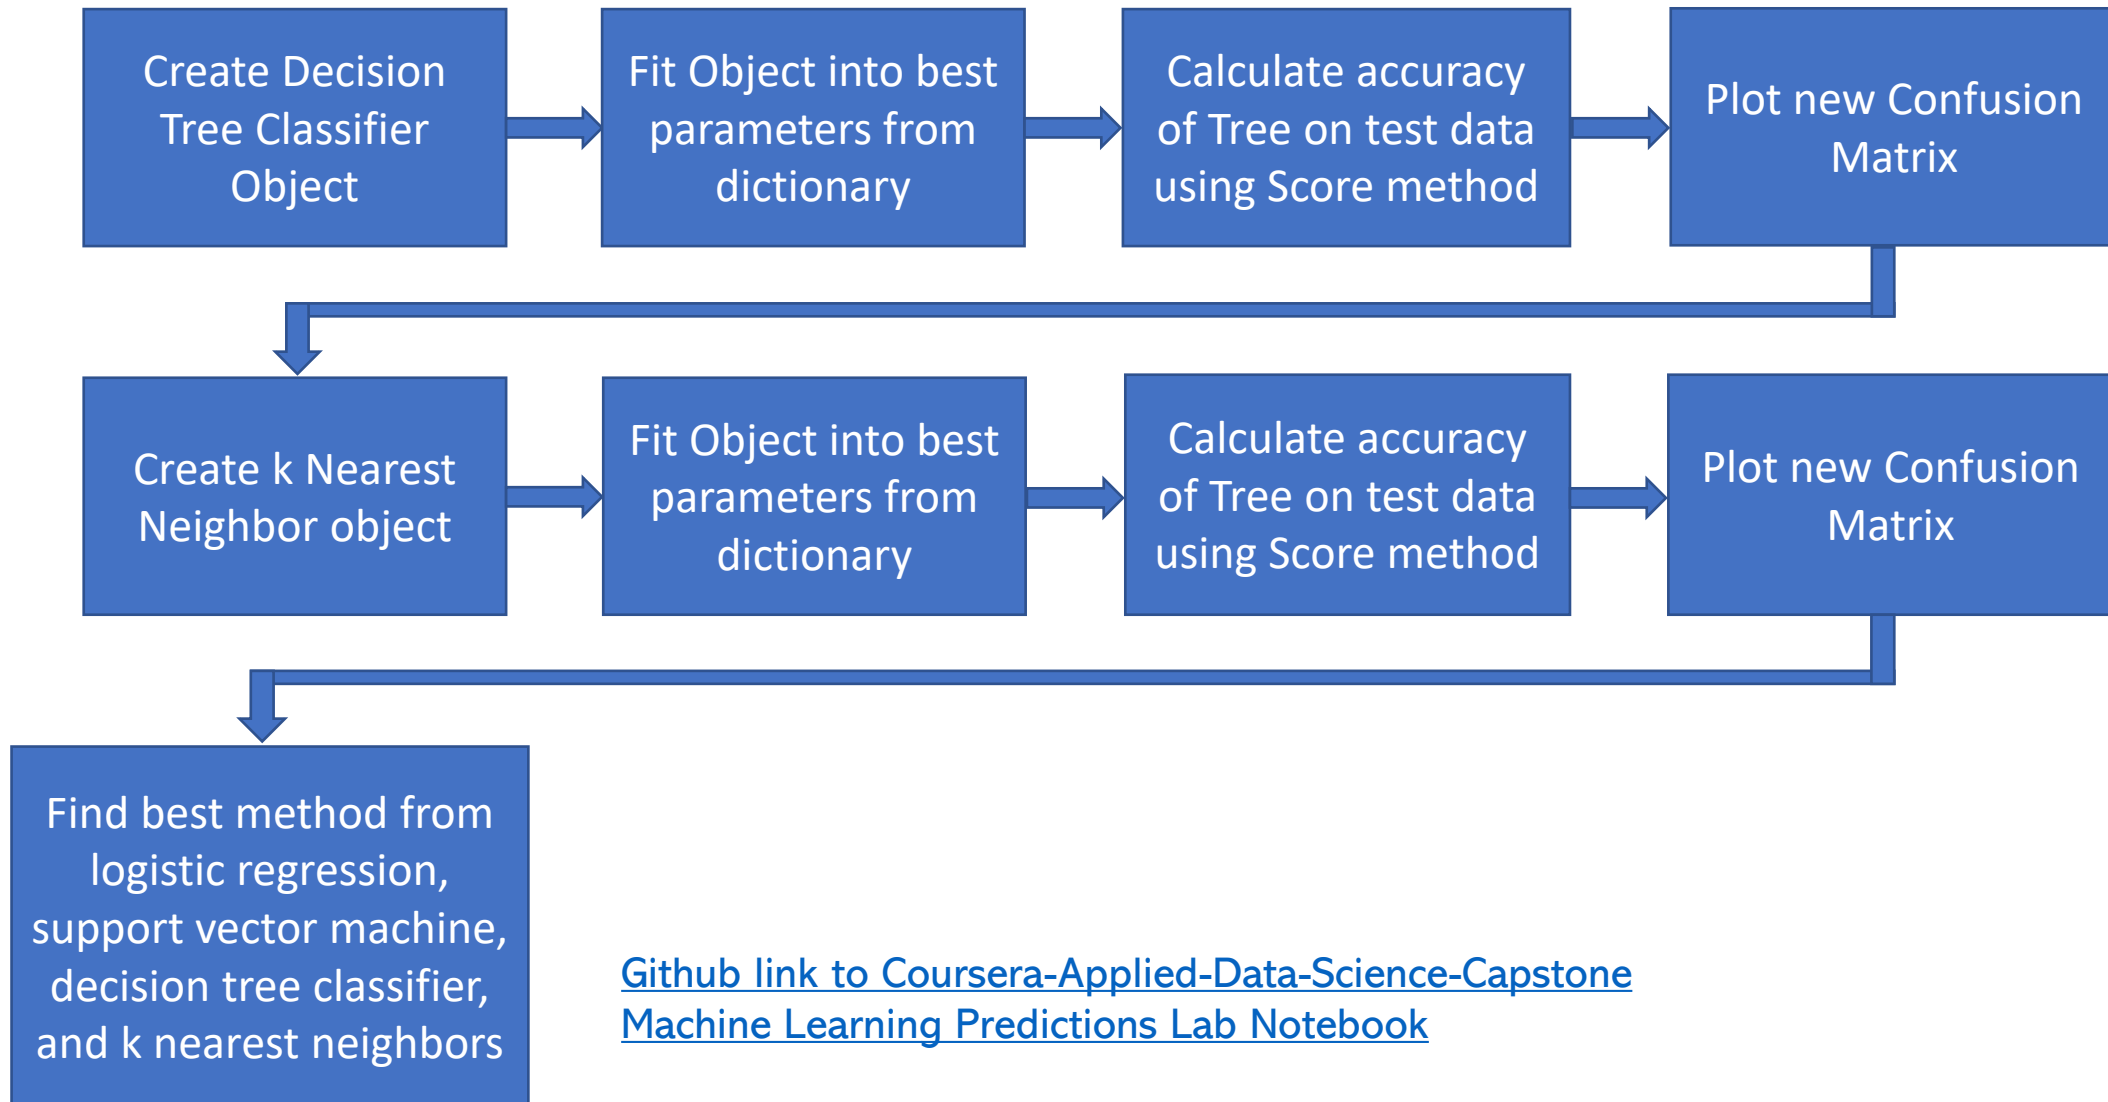 Create Decision
Tree Classifier
Object
Fit Object into best
parameters from
dictionary
Calculate accuracy
of Tree on test data
using Score method
Plot new Confusion
Matrix
Create k Nearest
Neighbor object
Fit Object into best
parameters from
dictionary
Calculate accuracy
of Tree on test data
using Score method
Plot new Confusion
Matrix
Find best method from
logistic regression,
support vector machine,
decision tree classifier,
and k nearest neighbors
Github link to Coursera-Applied-Data-Science-Capstone
Machine Learning Predictions Lab Notebook